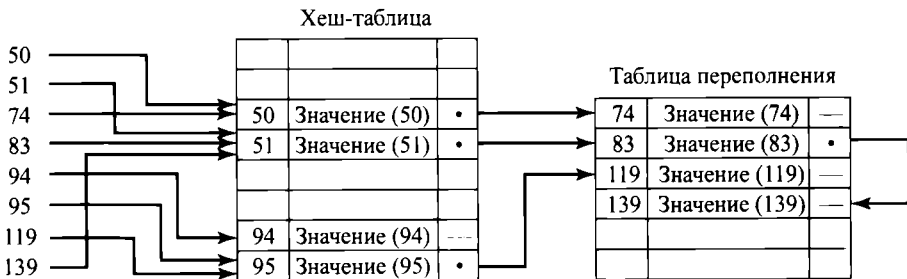 Хеш-таблица
50
51
74
83
94
95
119
139
50 Значение (50) •
51 Значение (51) •
94 Значение (94) ---
95 Значение (95) •
Таблица переполнения
74 Значение (74) —
83 Значение (83) •
119 Значение (119) —
139 Значение (139) —